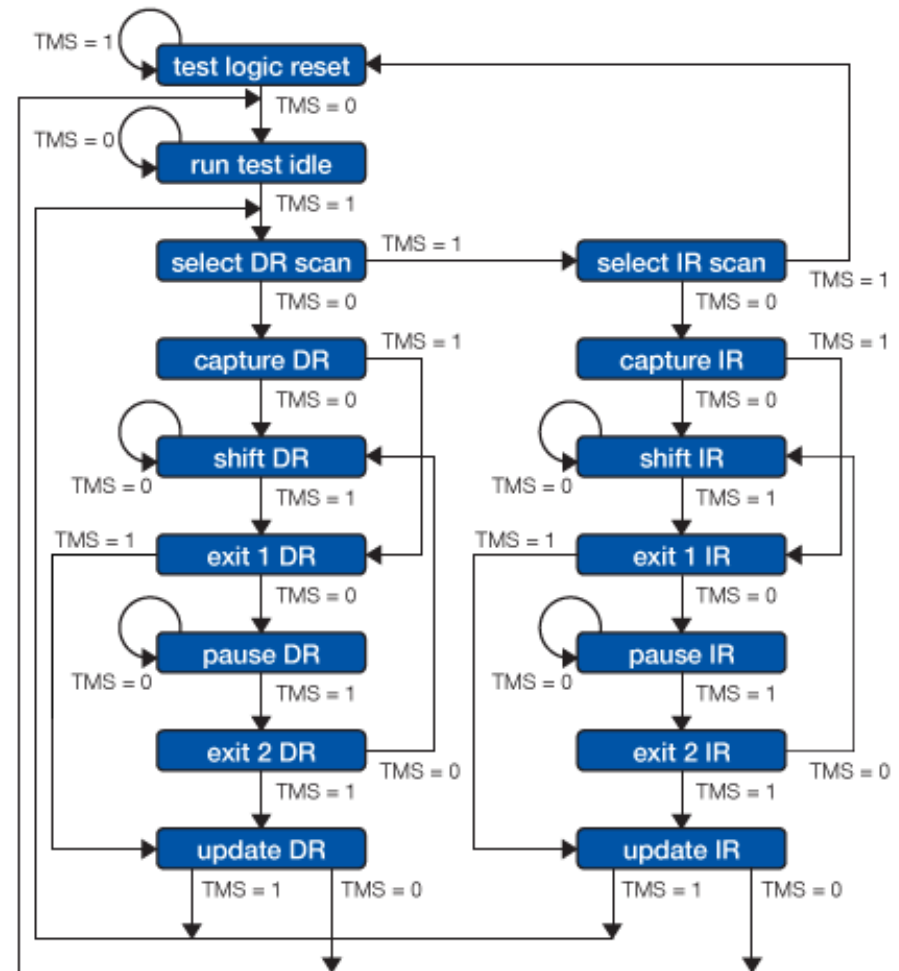 TMS = 1
test logic reset
TMS = 0
TMS = 0
run test idle
TMS = 1
select DR scan
TMS = 1
select IR scan
TMS = 1
TMS = 0
TMS = 0
capture DR
TMS = 1
capture IR
TMS = 1
TMS = 0
TMS = 0
shift DR
shift IR
TMS = 0
TMS = 1
TMS = 0
TMS = 1
TMS = 1
exit 1 DR
TMS = 1
exit 1 IR
TMS = 0
TMS = 0
pause DR
pause IR
TMS = 0
TMS = 1
TMS = 0
TMS = 1
exit 2 DR
TMS = 0
exit 2 IR
TMS = 0
TMS = 1
TMS = 1
update DR
update IR
TMS = 1
TMS = 0
TMS = 1
TMS = 0